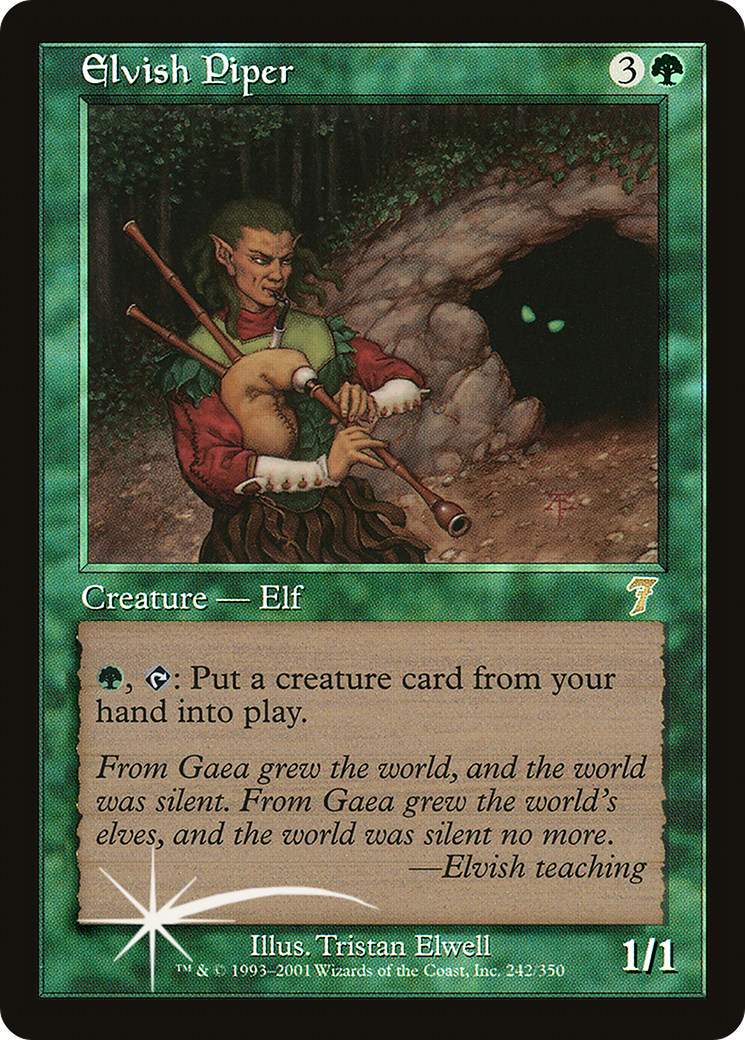 Elvish Piper
3
Creature — Elf
7
, : Put a creature card from your
hand into play.
From Gaea grew the world, and the world
was silent. From Gaea grew the world's
elves, and the world was silent no more.
—Elvish teaching
Illus. Tristan Elwell
1/1
™ & © 1993–2001 Wizards of the Coast, Inc. 242/350